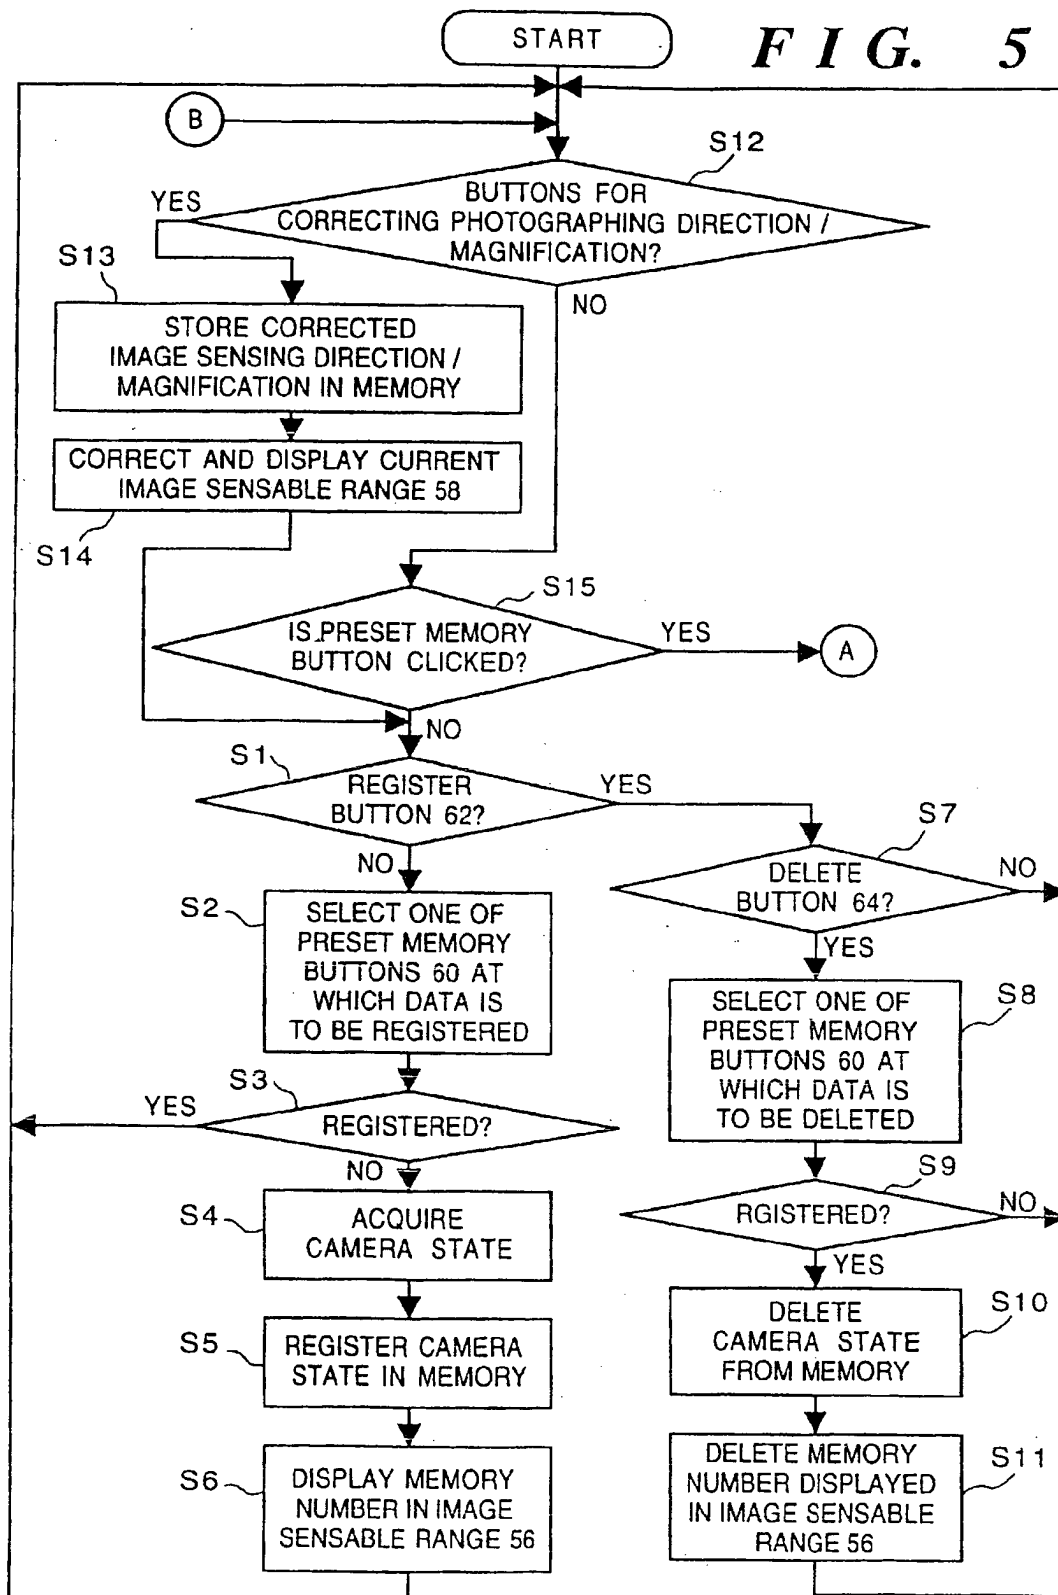 START
F I G. 5
B
S12
BUTTONS FOR
CORRECTING PHOTOGRAPHING DIRECTION /
MAGNIFICATION?
YES
NO
S13
STORE CORRECTED
IMAGE SENSING DIRECTION /
MAGNIFICATION IN MEMORY
CORRECT AND DISPLAY CURRENT
IMAGE SENSABLE RANGE 58
S14
S15
IS PRESET MEMORY
BUTTON CLICKED?
YES
A
NO
S1
REGISTER
BUTTON 62?
YES
NO
S7
DELETE
BUTTON 64?
NO
YES
S2
SELECT ONE OF
PRESET MEMORY
BUTTONS 60 AT
WHICH DATA IS
TO BE REGISTERED
S8
SELECT ONE OF
PRESET MEMORY
BUTTONS 60 AT
WHICH DATA IS
TO BE DELETED
S3
YES
REGISTERED?
NO
S9
RGISTERED?
NO
YES
S4
ACQUIRE
CAMERA STATE
S10
DELETE
CAMERA STATE
FROM MEMORY
S5
REGISTER CAMERA
STATE IN MEMORY
S6
DISPLAY MEMORY
NUMBER IN IMAGE
SENSABLE RANGE 56
S11
DELETE MEMORY
NUMBER DISPLAYED
IN IMAGE SENSABLE
RANGE 56